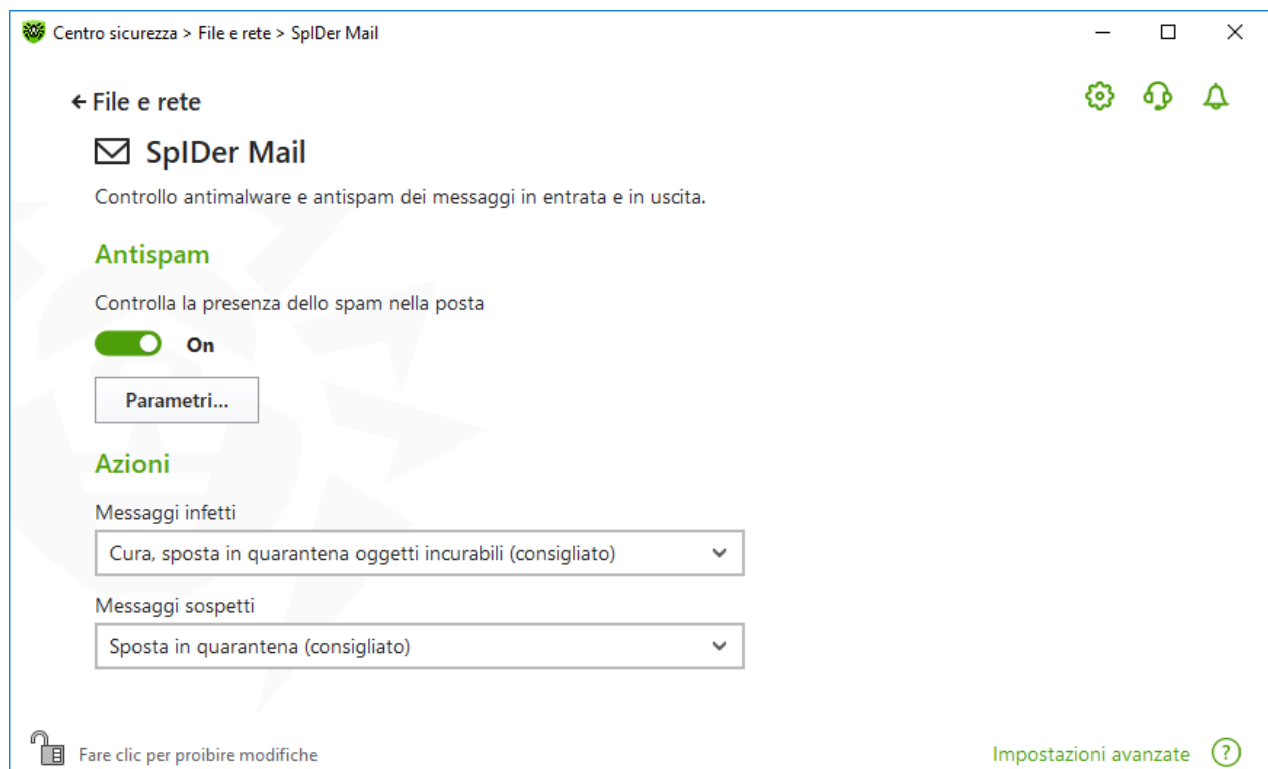 Centro sicurezza > File e rete > SpIDer Mail
File e rete
SpIDer Mail
Controllo antimalware e antispam dei messaggi in entrata e in uscita.
Antispam
Controlla la presenza dello spam nella posta
On
Parametri...
Azioni
Messaggi infetti
Cura, sposta in quarantena oggetti incurabili (consigliato)
Messaggi sospetti
Sposta in quarantena (consigliato)
Fare clic per proibire modifiche
Impostazioni avanzate ?